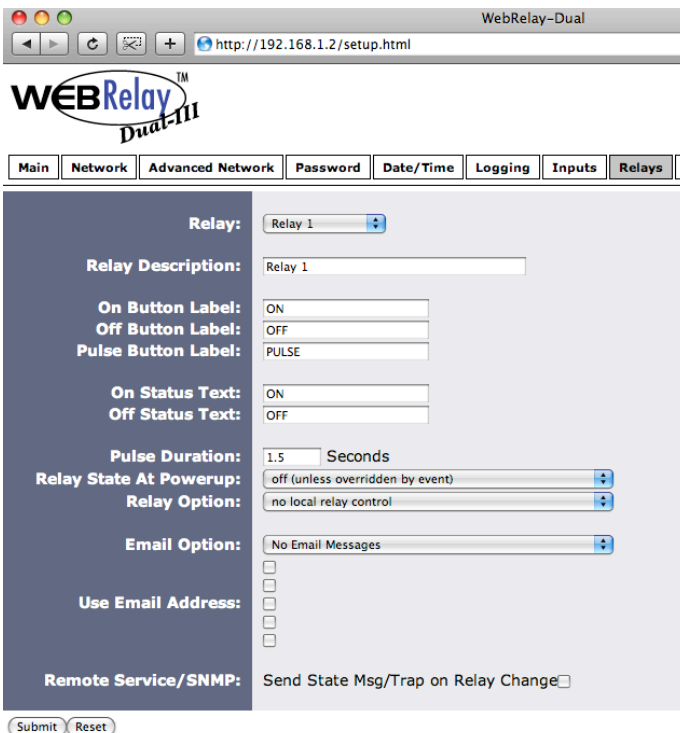 WebRelay-Dual
http://192.168.1.2/setup.html
WEBRelay™
Dual-III
Main Network Advanced Network Password Date/Time Logging Inputs Relays
Relay: Relay 1
Relay Description: Relay 1
On Button Label: ON
Off Button Label: OFF
Pulse Button Label: PULSE
On Status Text: ON
Off Status Text: OFF
Pulse Duration: 1.5 Seconds
Relay State At Powerup: off (unless overridden by event)
Relay Option: no local relay control
Email Option: No Email Messages
Use Email Address:
Remote Service/SNMP: Send State Msg/Trap on Relay Change
Submit Reset